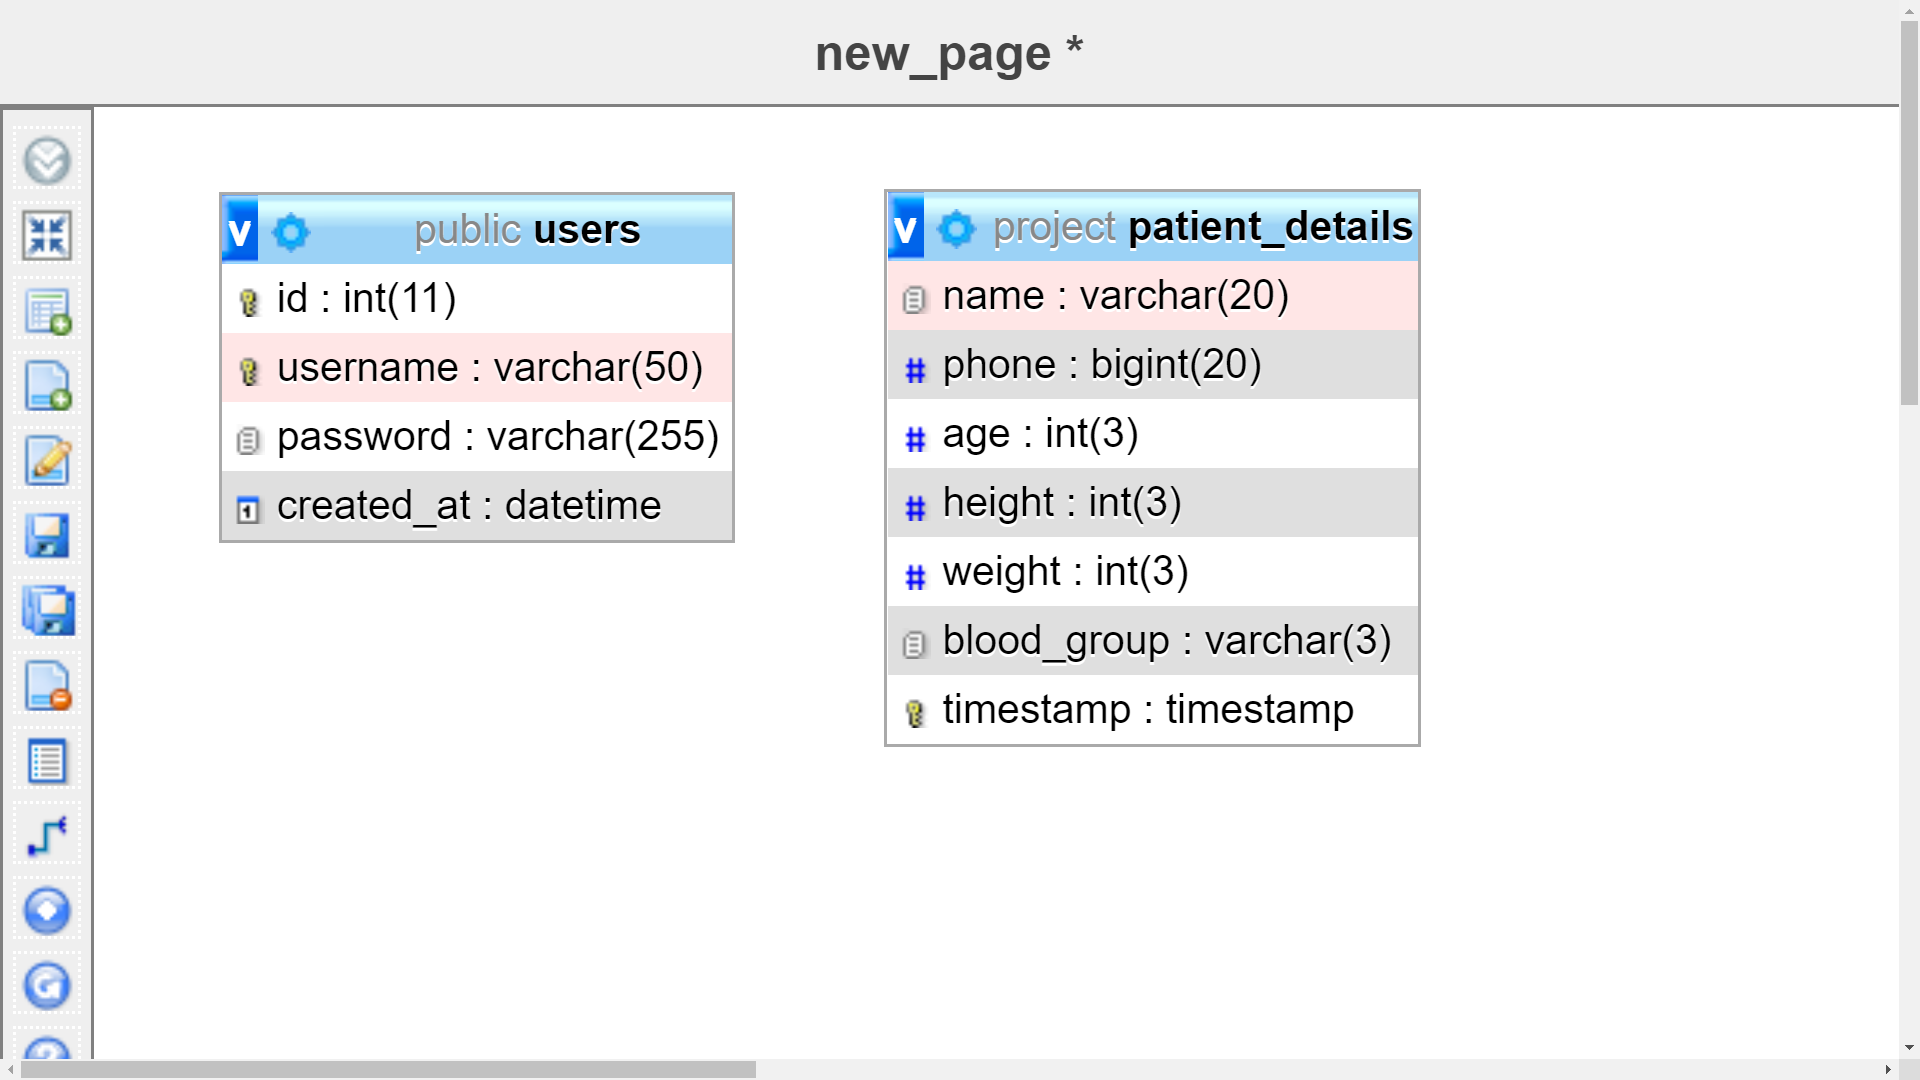 new_page *
v public users
id : int(11)
username : varchar(50)
password : varchar(255)
created_at : datetime
v project patient_details
name : varchar(20)
phone : bigint(20)
age : int(3)
height : int(3)
weight : int(3)
blood_group : varchar(3)
timestamp : timestamp